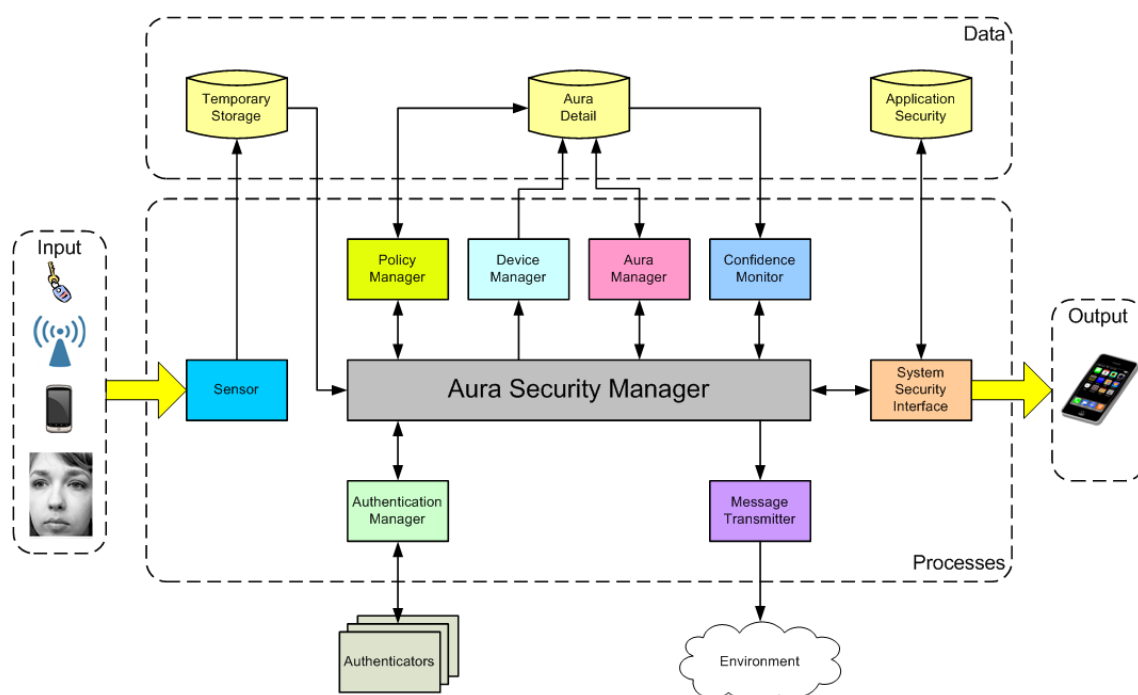 Data
Temporary
Storage
Aura
Detail
Application
Security
Input
Policy
Manager
Device
Manager
Aura
Manager
Confidence
Monitor
Output
Sensor
Aura Security Manager
System
Security
Interface
Authentication
Manager
Message
Transmitter
Processes
Authenticators
Environment